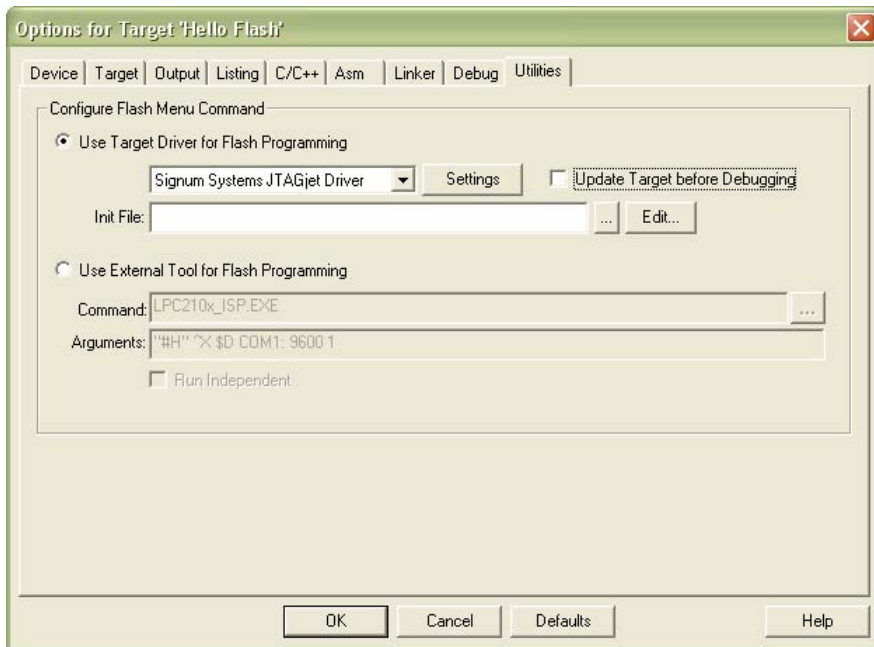 Options for Target 'Hello Flash'
Device Target Output Listing C/C++ Asm Linker Debug Utilities
Configure Flash Menu Command
Use Target Driver for Flash Programming
Signum Systems JTAGjet Driver Settings Update Target before Debugging
Init File: ... Edit...
Use External Tool for Flash Programming
Command: LPC210x_ISP.EXE ...
Arguments: "#H" ^X $D COM1: 9600 1
Run Independent
OK Cancel Defaults Help